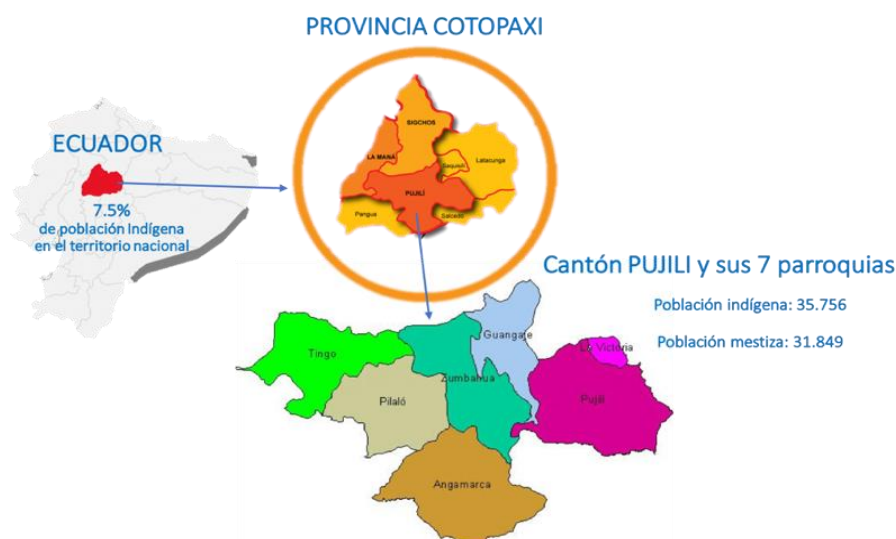 PROVINCIA COTOPAXI
ECUADOR
7.5%
de población Indígena
en el territorio nacional
SIGCHOS
LA MANÁ
Saquisilí
Latacunga
PUJILÍ
Pangua
Salcedo
Cantón PUJILI y sus 7 parroquias
Población indígena: 35.756
Población mestiza: 31.849
Guangaje
La Victoria
Tingo
Zumbahua
Pilaló
Pujilí
Angamarca